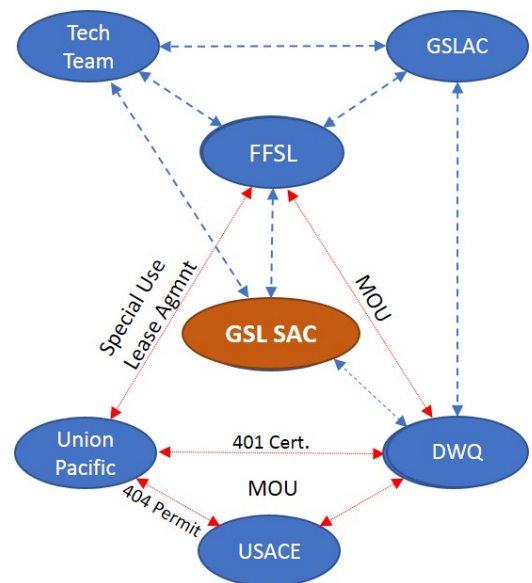 Tech
Team
GSLAC
FFSL
Special Use
Lease Agmnt
MOU
GSL SAC
Union
Pacific
401 Cert.
DWQ
404 Permit
MOU
USACE